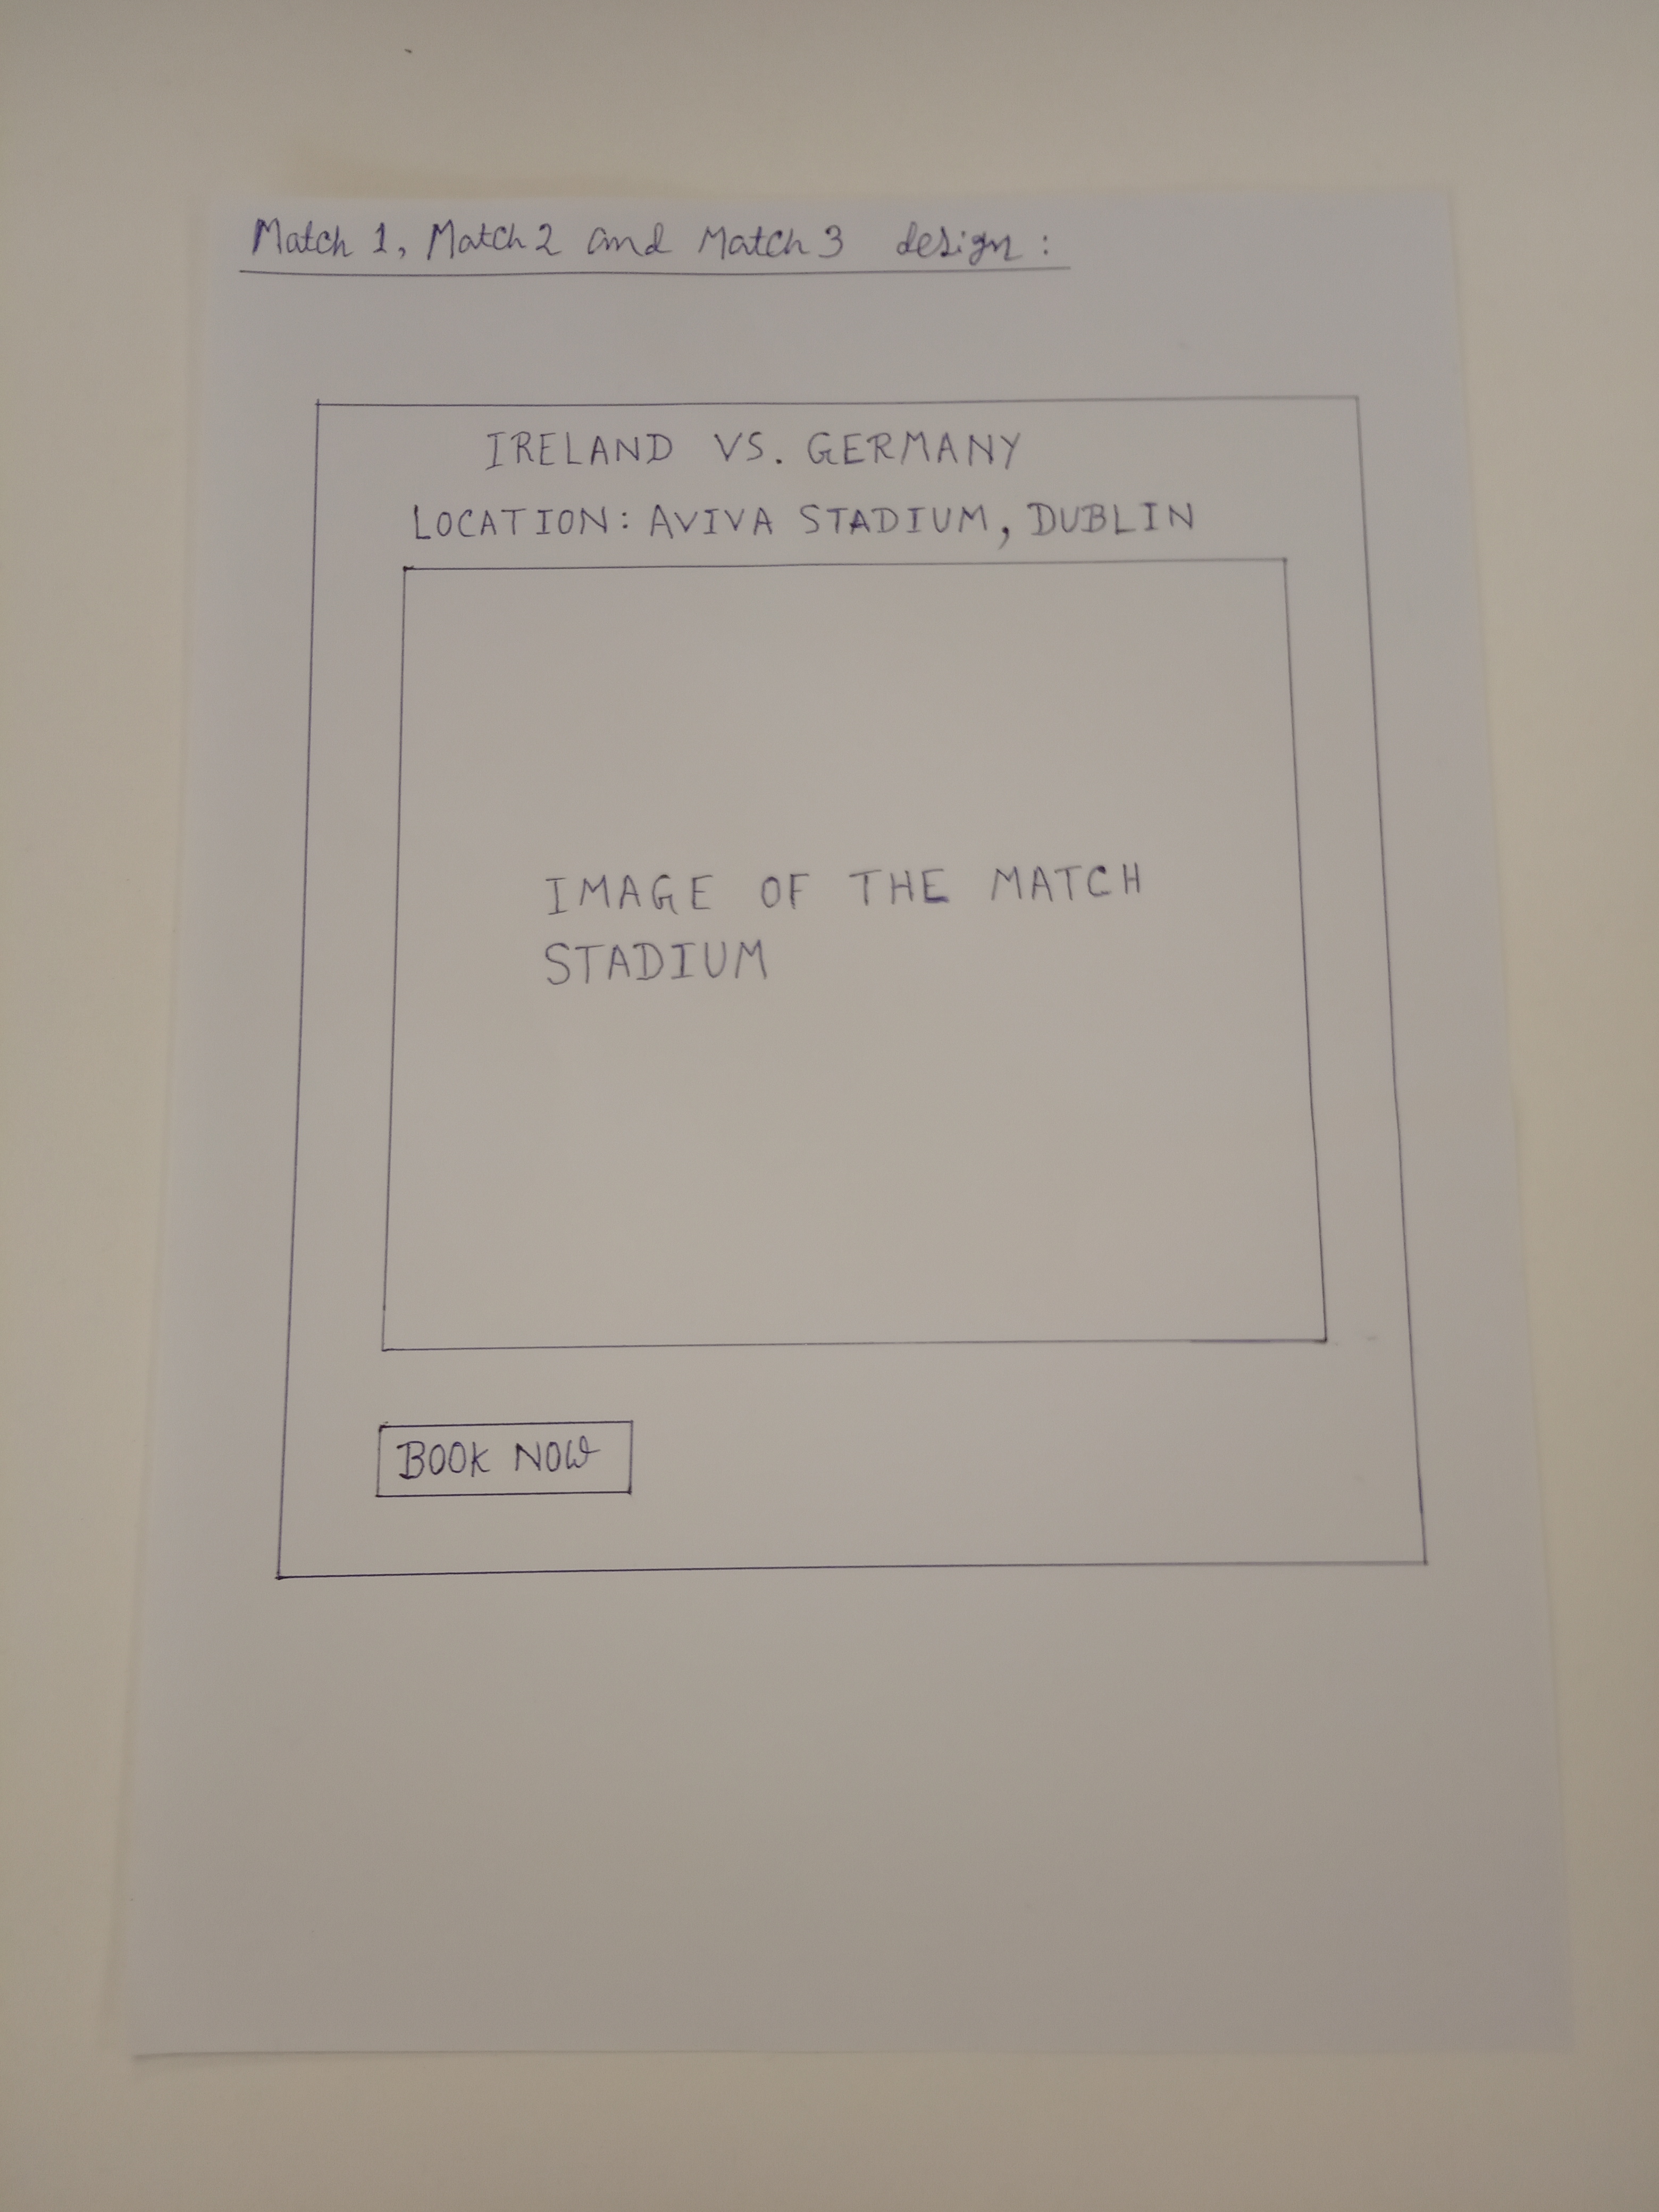 Match 1, Match 2 and Match 3 design :
IRELAND VS. GERMANY
LOCATION: AVIVA STADIUM, DUBLIN
IMAGE OF THE MATCH
STADIUM
BOOK NOW